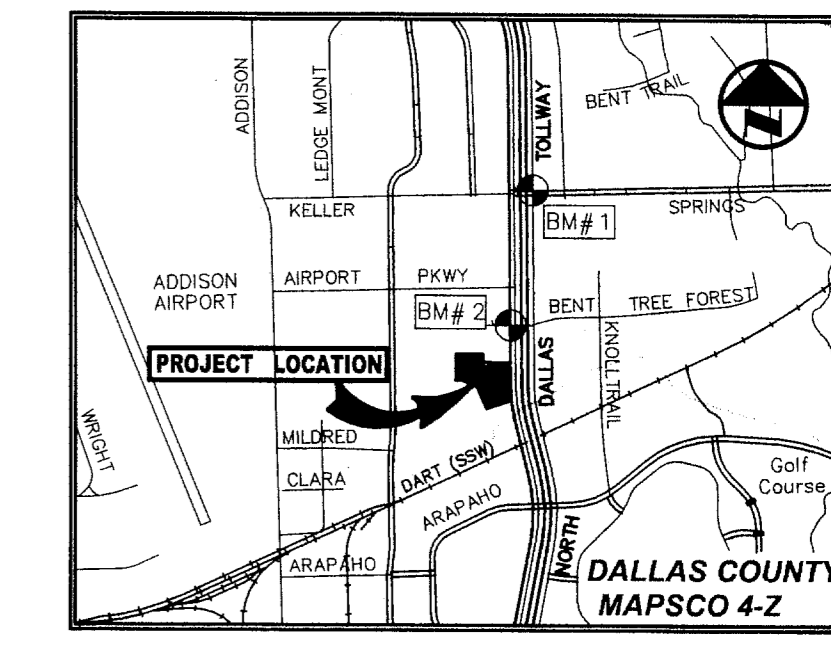 ADDISON
LEDGE MONT
TOLLWAY
BENT TRAIL
KELLER
SPRINGS
BM# 1
ADDISON
AIRPORT
AIRPORT PKWY
BM# 2
BENT TREE FOREST
PROJECT LOCATION
DALLAS
KNOLL TRAIL
WRIGHT
MILDRED
CLARA
DART (SSW)
ARAPAHO
Golf
Course
ARAPAHO
NORTH
DALLAS COUNTY
MAPSCO 4-Z